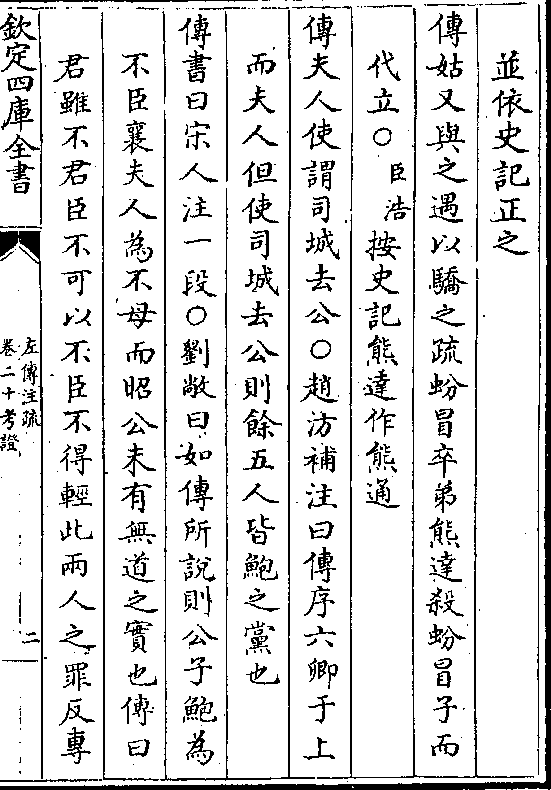 並依史記正之
傳姑又與之遇以驕之疏蚡冒卒弟熊達殺蚡冒子而
代立○臣浩按史記熊達作熊通
傳夫人使謂司城去公○趙汸補注曰傳序六卿于上
而夫人但使司城去公則餘五人皆鮑之黨也
傳書曰宋人注一段○劉敞曰如傳所說則公子鮑為
不臣襄夫人為不母而昭公未有無道之實也傳曰
君雖不君臣不可以不臣不得輕此兩人之罪反專
欽定四庫全書
左傳注疏
卷二十考證
二